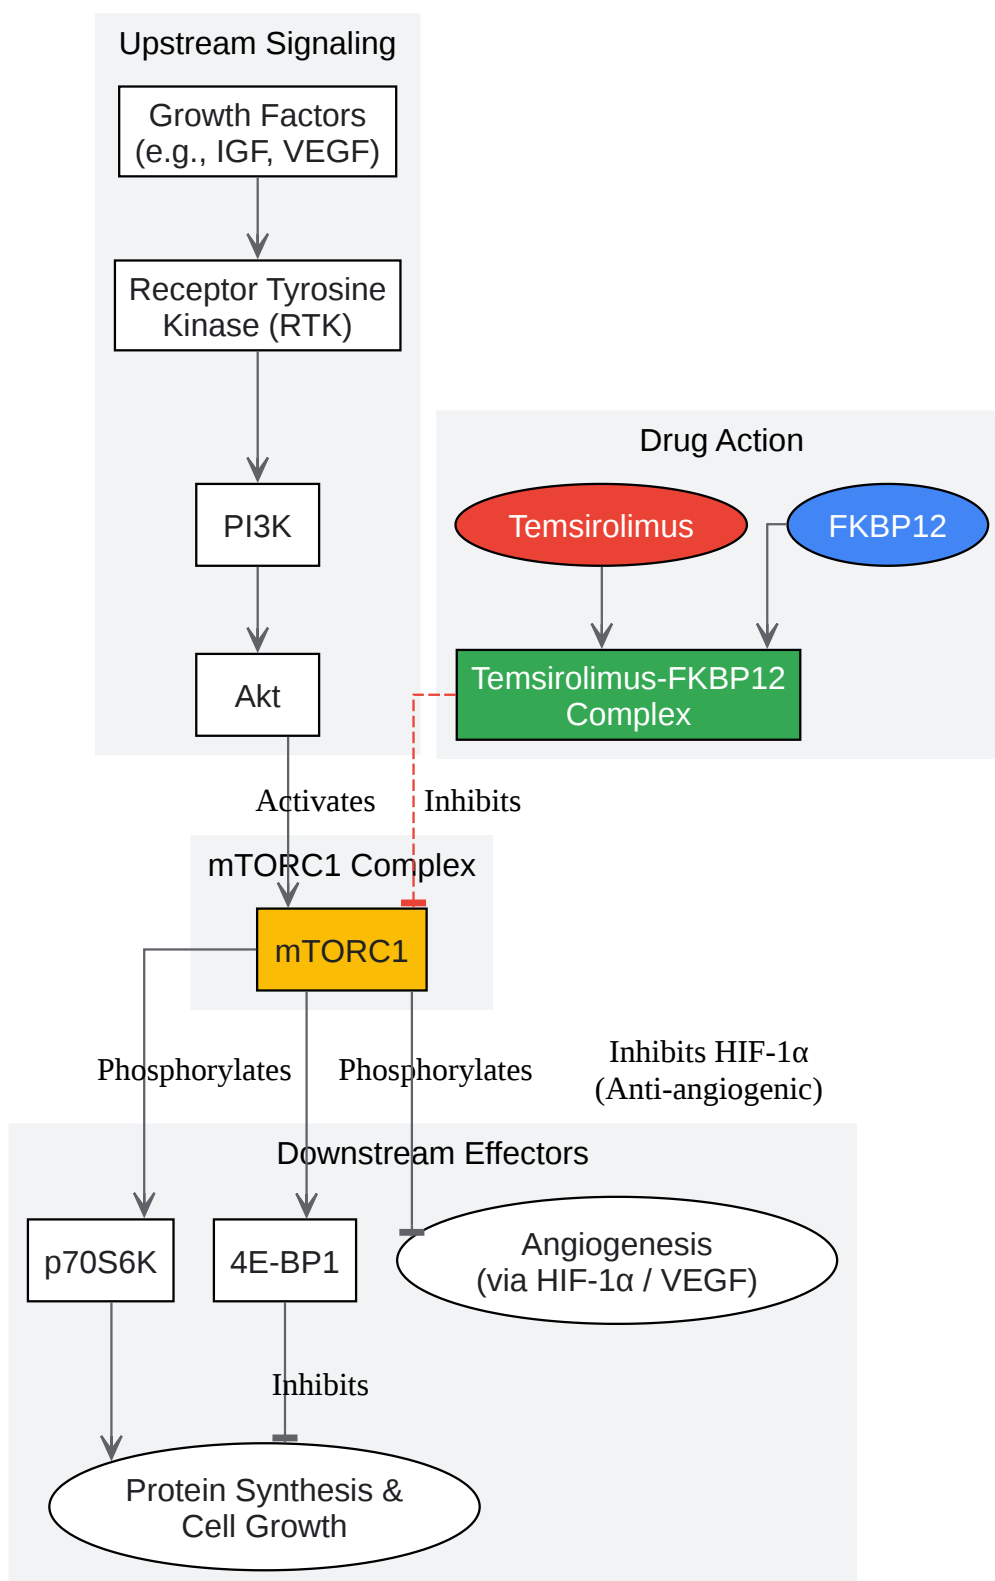 Upstream Signaling
Growth Factors
(e.g., IGF, VEGF)
Receptor Tyrosine
Kinase (RTK)
PI3K
Akt
Drug Action
Temsirolimus
FKBP12
Temsirolimus-FKBP12
Complex
Activates
Inhibits
mTORC1 Complex
mTORC1
Phosphorylates
Phosphorylates
Inhibits HIF-1α
(Anti-angiogenic)
Downstream Effectors
p70S6K
4E-BP1
Angiogenesis
(via HIF-1α / VEGF)
Inhibits
Protein Synthesis &
Cell Growth